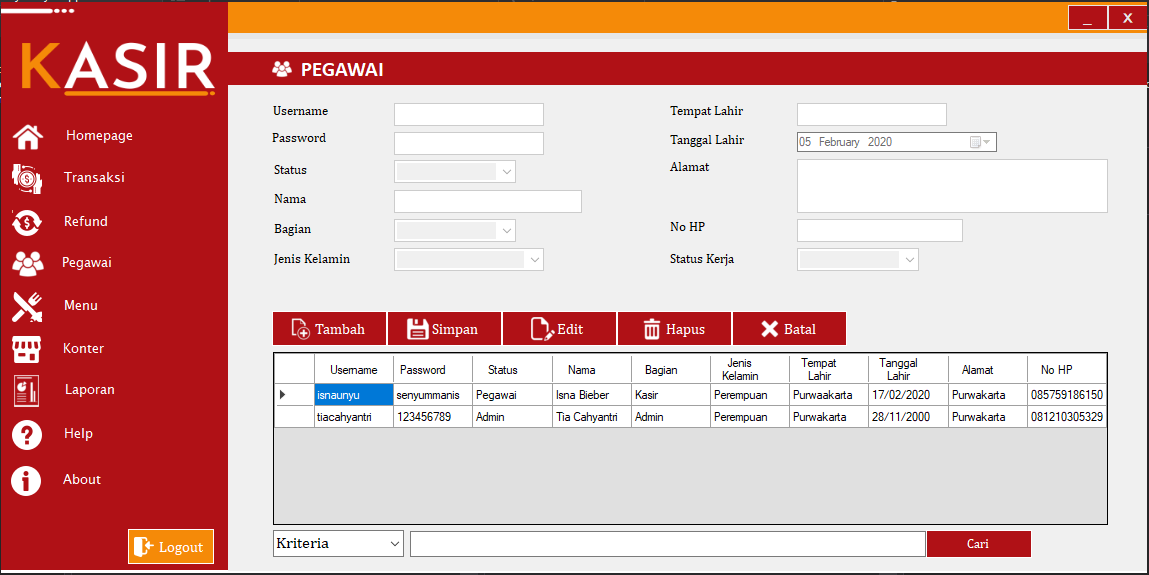 _ X
KASIR
PEGAWAI
Homepage
Transaksi
Refund
Pegawai
Menu
Konter
Laporan
Help
About
Logout
Username
Password
Status
Nama
Bagian
Jenis Kelamin
Tempat Lahir
Tanggal Lahir 05 February 2020
Alamat
No HP
Status Kerja
Tambah Simpan Edit Hapus Batal
Username Password Status Nama Bagian Jenis Kelamin Tempat Lahir Tanggal Lahir Alamat No HP
isnaunyu senyummanis Pegawai Isna Bieber Kasir Perempuan Purwaakarta 17/02/2020 Purwakarta 085759186150
tiacahyantri 123456789 Admin Tia Cahyantri Admin Perempuan Purwakarta 28/11/2000 Purwakarta 081210305329
Kriteria Cari